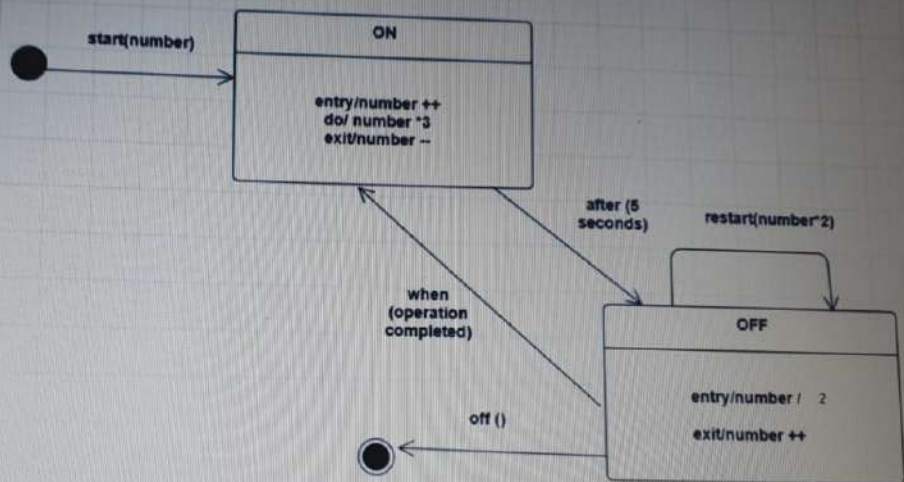 start(number)
ON
entry/number ++
do/ number *3
exit/number --
after (5
seconds)
restart(number*2)
when
(operation
completed)
OFF
entry/number / 2
exit/number ++
off ()